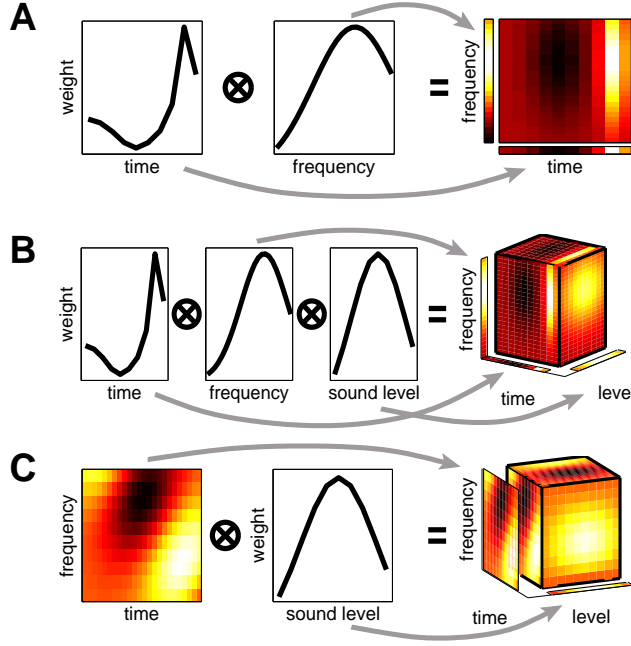 A
weight
time
⊗
frequency
=
frequency
time
B
weight
time
⊗
frequency
⊗
sound level
=
frequency
time
leve
C
frequency
time
⊗
weight
sound level
=
frequency
time
level